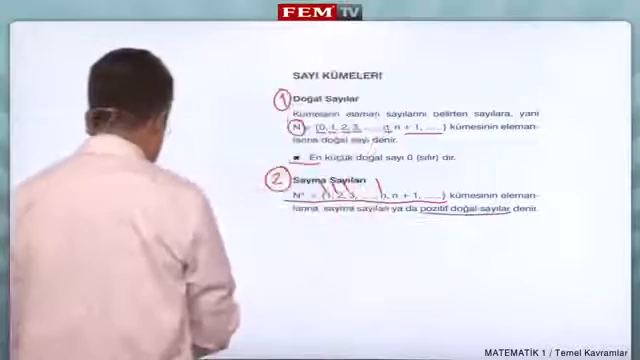 FEM TV
SAYI KÜMELERİ
1 Doğal Sayılar
Kümelerin eleman sayılarını belirten sayılara, yani
N = {0, 1, 2, 3, ..... n, n + 1, .....} kümesinin eleman-
larına doğal sayı denir.
En küçük doğal sayı 0 (sıfır) dır.
2 Sayma Sayıları
N⁺ = {1, 2, 3, ..... n, n + 1, .....} kümesinin eleman-
larına, sayma sayıları ya da pozitif doğal sayılar denir.
MATEMATİK 1 / Temel Kavramlar